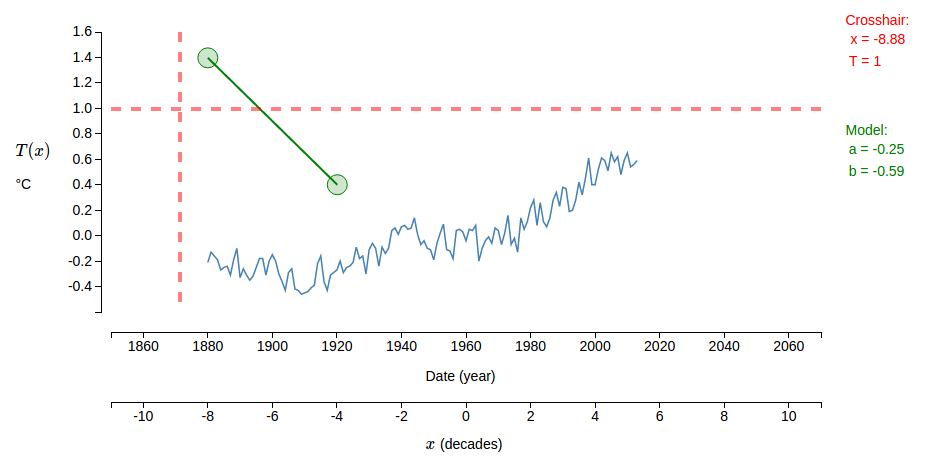 Crosshair:
x = -8.88
T = 1
Model:
a = -0.25
b = -0.59
T(x)
°C
1.6
1.4
1.2
1.0
0.8
0.6
0.4
0.2
0.0
-0.2
-0.4
1860 1880 1900 1920 1940 1960 1980 2000 2020 2040 2060
Date (year)
-10 -8 -6 -4 -2 0 2 4 6 8 10
x (decades)